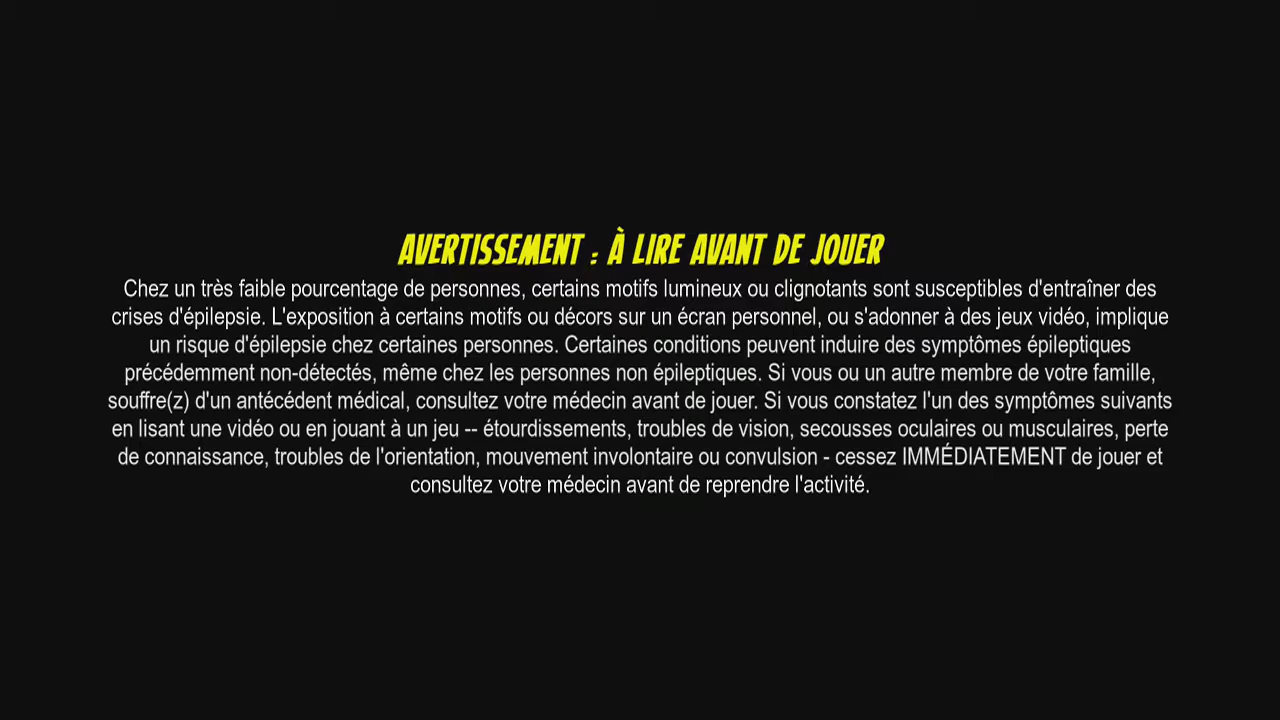 AVERTISSEMENT : À LIRE AVANT DE JOUER
Chez un très faible pourcentage de personnes, certains motifs lumineux ou clignotants sont susceptibles d'entraîner des
crises d'épilepsie. L'exposition à certains motifs ou décors sur un écran personnel, ou s'adonner à des jeux vidéo, implique
un risque d'épilepsie chez certaines personnes. Certaines conditions peuvent induire des symptômes épileptiques
précédemment non-détectés, même chez les personnes non épileptiques. Si vous ou un autre membre de votre famille,
souffre(z) d'un antécédent médical, consultez votre médecin avant de jouer. Si vous constatez l'un des symptômes suivants
en lisant une vidéo ou en jouant à un jeu -- étourdissements, troubles de vision, secousses oculaires ou musculaires, perte
de connaissance, troubles de l'orientation, mouvement involontaire ou convulsion - cessez IMMÉDIATEMENT de jouer et
consultez votre médecin avant de reprendre l'activité.